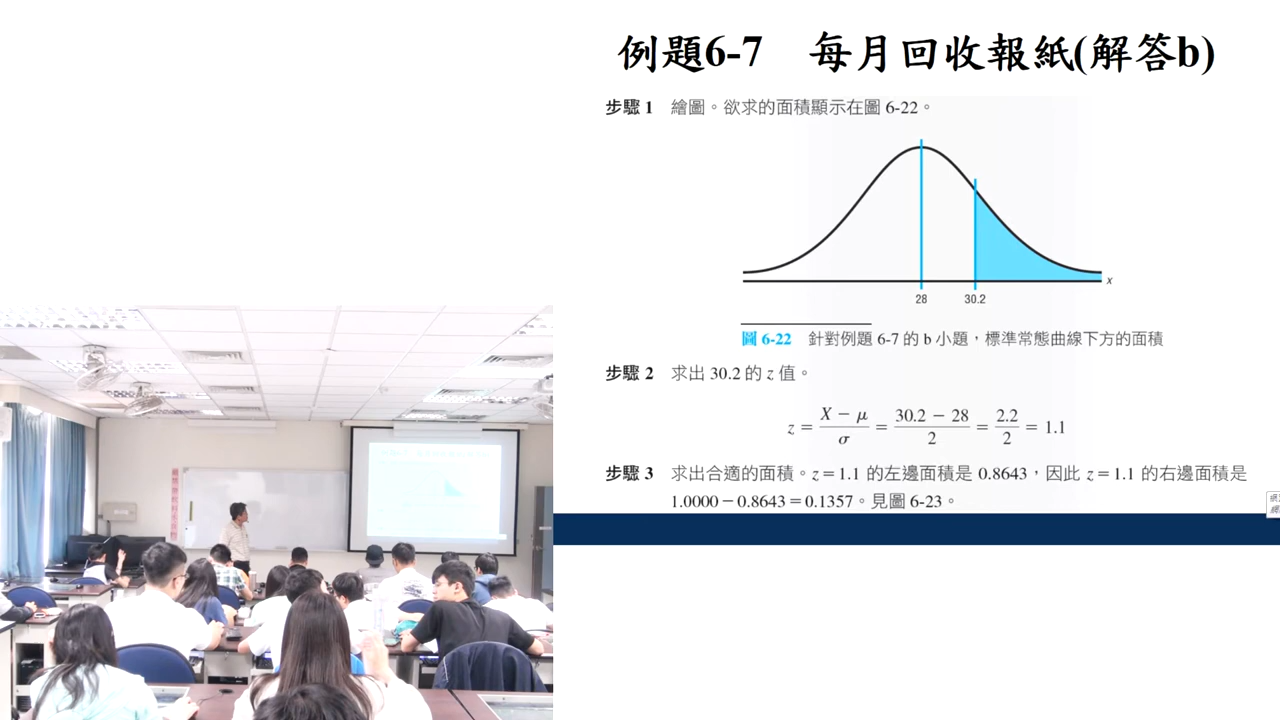 例題6-7 每月回收報紙(解答b)
步驟 1 繪圖。欲求的面積顯示在圖 6-22。
x
28 30.2
圖 6-22 針對例題 6-7 的 b 小題，標準常態曲線下方的面積
步驟 2 求出 30.2 的 z 值。
z = \frac{X − μ}{σ} = \frac{30.2 − 28}{2} = \frac{2.2}{2} = 1.1
步驟 3 求出合適的面積。z = 1.1 的左邊面積是 0.8643，因此 z = 1.1 的右邊面積是
1.0000 − 0.8643 = 0.1357。見圖 6-23。